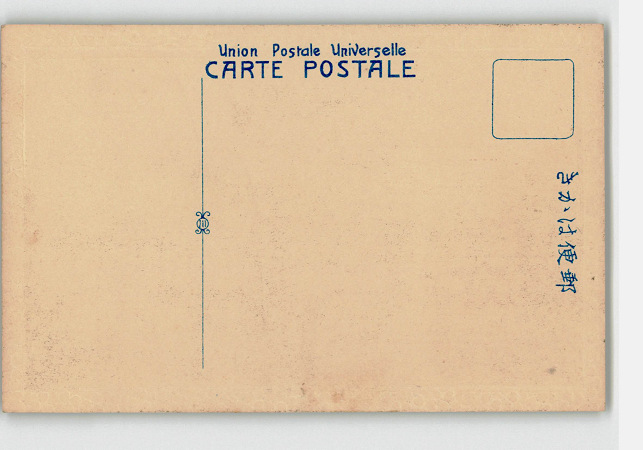 Union Postale Universelle
CARTE POSTALE
郵便はかき